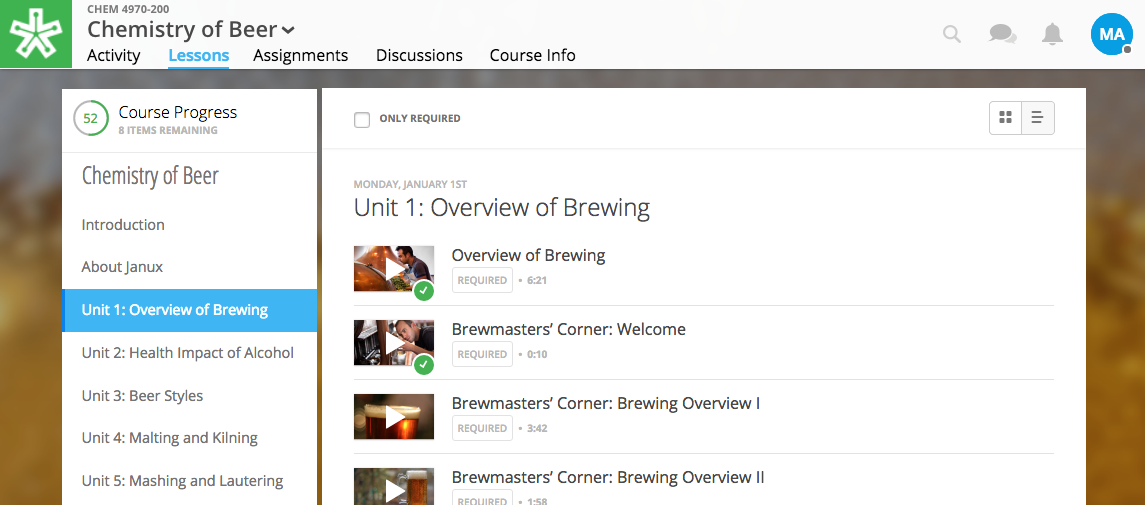 CHEM 4970-200
Chemistry of Beer
Activity Lessons Assignments Discussions Course Info
MA
52
Course Progress
8 ITEMS REMAINING
Chemistry of Beer
Introduction
About Janux
Unit 1: Overview of Brewing
Unit 2: Health Impact of Alcohol
Unit 3: Beer Styles
Unit 4: Malting and Kilning
Unit 5: Mashing and Lautering
ONLY REQUIRED
MONDAY, JANUARY 1ST
Unit 1: Overview of Brewing
Overview of Brewing
REQUIRED • 6:21
Brewmasters’ Corner: Welcome
REQUIRED • 0:10
Brewmasters’ Corner: Brewing Overview I
REQUIRED • 3:42
Brewmasters’ Corner: Brewing Overview II
REQUIRED • 1:58